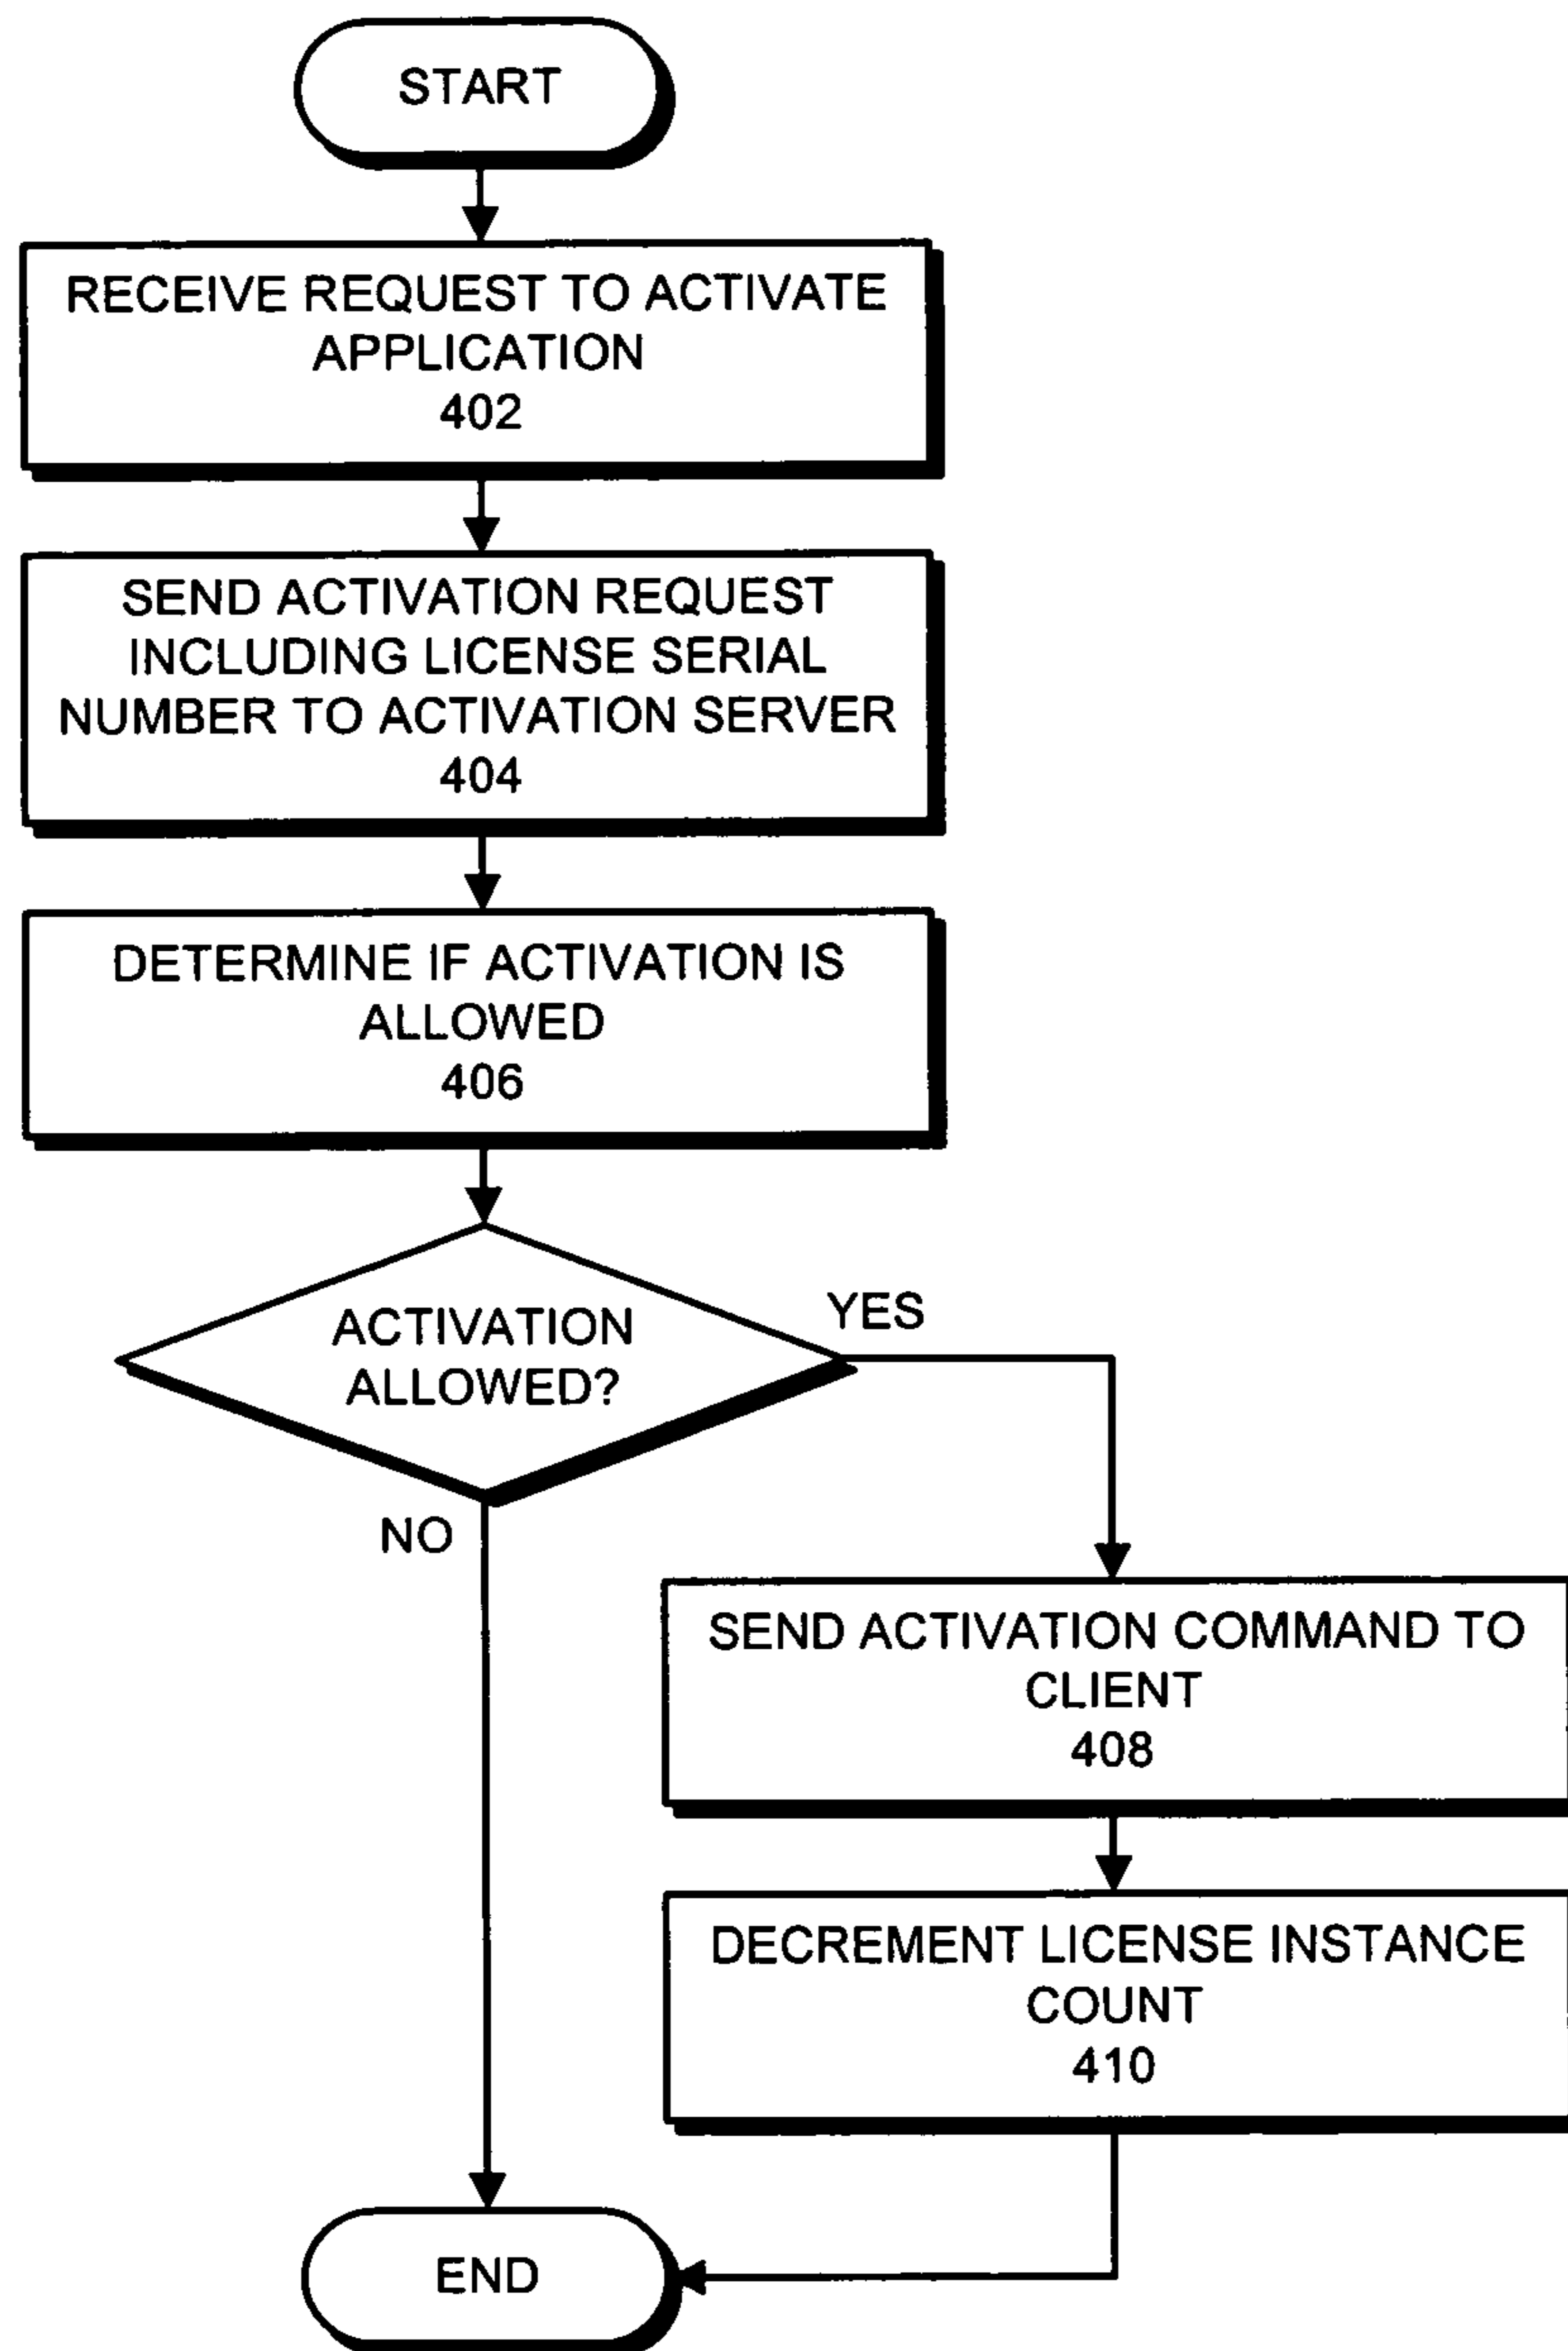 START
RECEIVE REQUEST TO ACTIVATE
APPLICATION
402
SEND ACTIVATION REQUEST
INCLUDING LICENSE SERIAL
NUMBER TO ACTIVATION SERVER
404
DETERMINE IF ACTIVATION IS
ALLOWED
406
ACTIVATION
ALLOWED?
YES
NO
SEND ACTIVATION COMMAND TO
CLIENT
408
DECREMENT LICENSE INSTANCE
COUNT
410
END